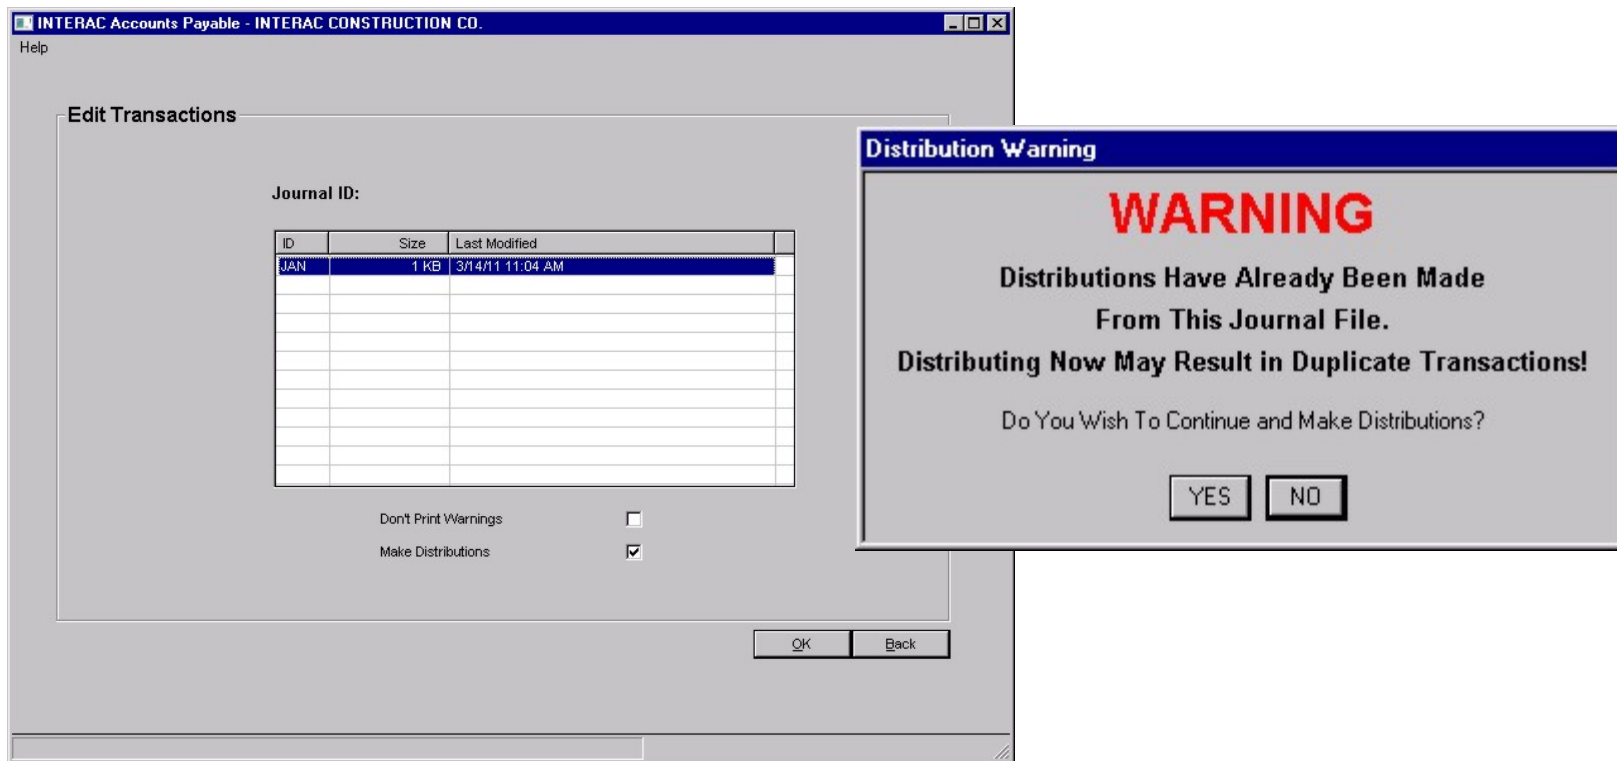 INTERAC Accounts Payable - INTERAC CONSTRUCTION CO.
Help
Edit Transactions
Journal ID:
ID Size Last Modified
JAN 1 KB 3/14/11 11:04 AM
Don't Print Warnings
Make Distributions
OK Back
Distribution Warning
WARNING
Distributions Have Already Been Made
From This Journal File.
Distributing Now May Result in Duplicate Transactions!
Do You Wish To Continue and Make Distributions?
YES NO